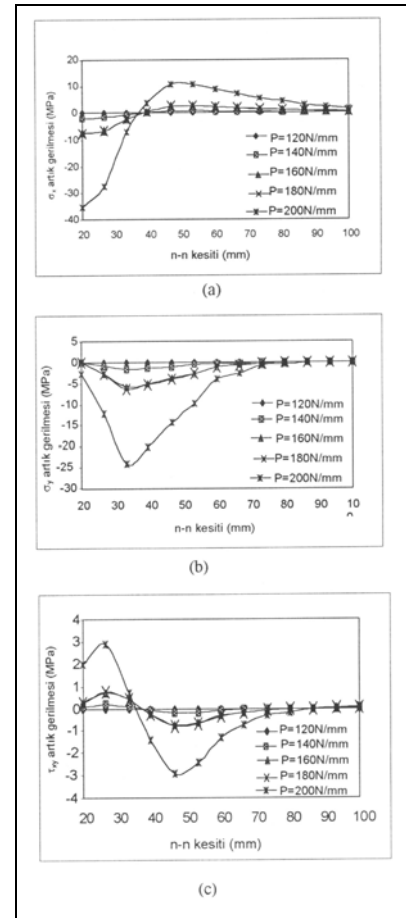 σx artık gerilmesi (MPa)
20
10
0
-10
-20
-30
-40
P=120N/mm
P=140N/mm
P=160N/mm
P=180N/mm
P=200N/mm
20 30 40 50 60 70 80 90 100
n-n kesiti (mm)
(a)
σy artık gerilmesi (MPa)
5
0
-5
-10
-15
-20
-25
-30
P=120N/mm
P=140N/mm
P=160N/mm
P=180N/mm
P=200N/mm
20 30 40 50 60 70 80 90 10
0
n-n kesiti (mm)
(b)
τxy artık gerilmesi (MPa)
4
3
2
1
0
-1
-2
-3
-4
P=120N/mm
P=140N/mm
P=160N/mm
P=180N/mm
P=200N/mm
20 30 40 50 60 70 80 90 100
n-n kesiti (mm)
(c)